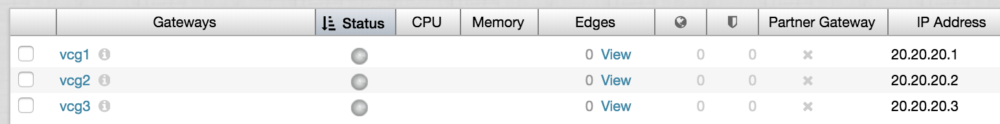 Gateways Status CPU Memory Edges Partner Gateway IP Address
vcg1 0 View 0 0 20.20.20.1
vcg2 0 View 0 0 20.20.20.2
vcg3 0 View 0 0 20.20.20.3